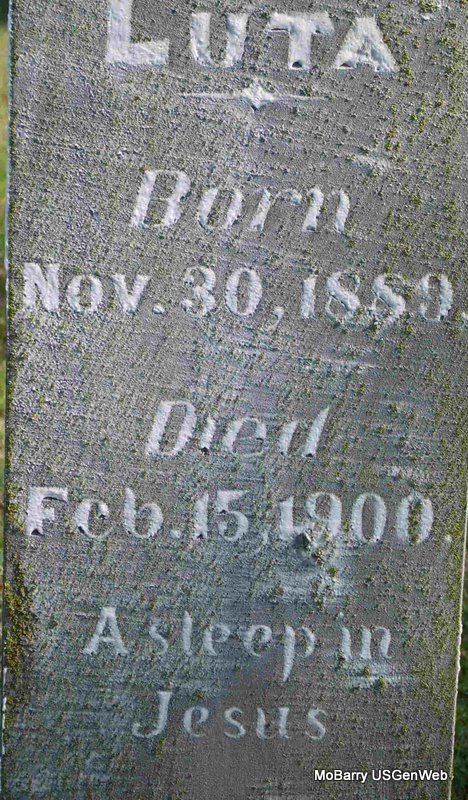 LUTA
Born
Nov. 30, 1889.
Died
Feb. 15, 1900.
Asleep in
Jesus
MoBarry USGenWeb